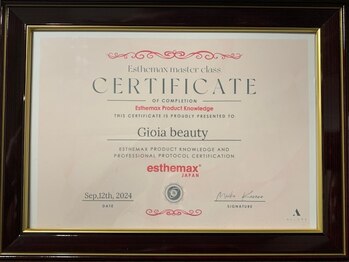 Esthemax master class
CERTIFICATE
OF COMPLETION
Esthemax Product Knowledge
THIS CERTIFICATE IS PROUDLY PRESENTED TO
Gioia beauty
ESTHEMAX PRODUCT KNOWLEDGE AND
PROFESSIONAL PROTOCOL CERTIFICATION
esthemax®
JAPAN
Sep,12th, 2024
DATE
SIGNATURE
A